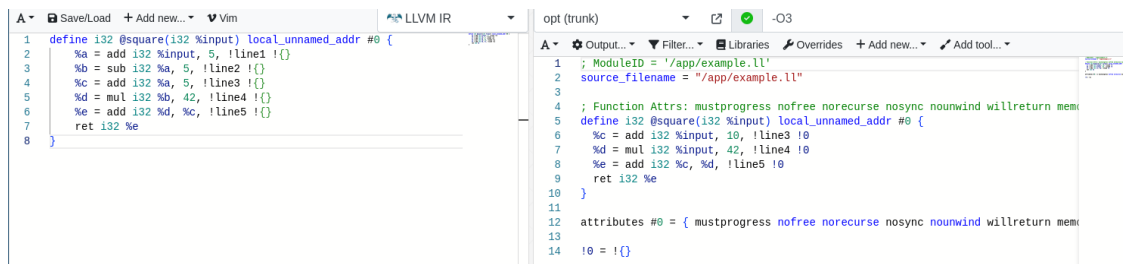 A Save/Load + Add new... Vim
LLVM IR
1 define i32 @square(i32 %input) local_unnamed_addr #0 {
2 %a = add i32 %input, 5, !line1 !{}
3 %b = sub i32 %a, 5, !line2 !{}
4 %c = add i32 %a, 5, !line3 !{}
5 %d = mul i32 %b, 42, !line4 !{}
6 %e = add i32 %d, %c, !line5 !{}
7 ret i32 %e
8 }
opt (trunk) -O3
A Output... Filter... Libraries Overrides + Add new... Add tool...
1 ; ModuleID = '/app/example.ll'
2 source_filename = "/app/example.ll"
3
4 ; Function Attrs: mustprogress nofree norecurse nosync nounwind willreturn mem
5 define i32 @square(i32 %input) local_unnamed_addr #0 {
6 %c = add i32 %input, 10, !line3 !0
7 %d = mul i32 %input, 42, !line4 !0
8 %e = add i32 %c, %d, !line5 !0
9 ret i32 %e
10 }
11
12 attributes #0 = { mustprogress nofree norecurse nosync nounwind willreturn mem
13
14 !0 = !{}